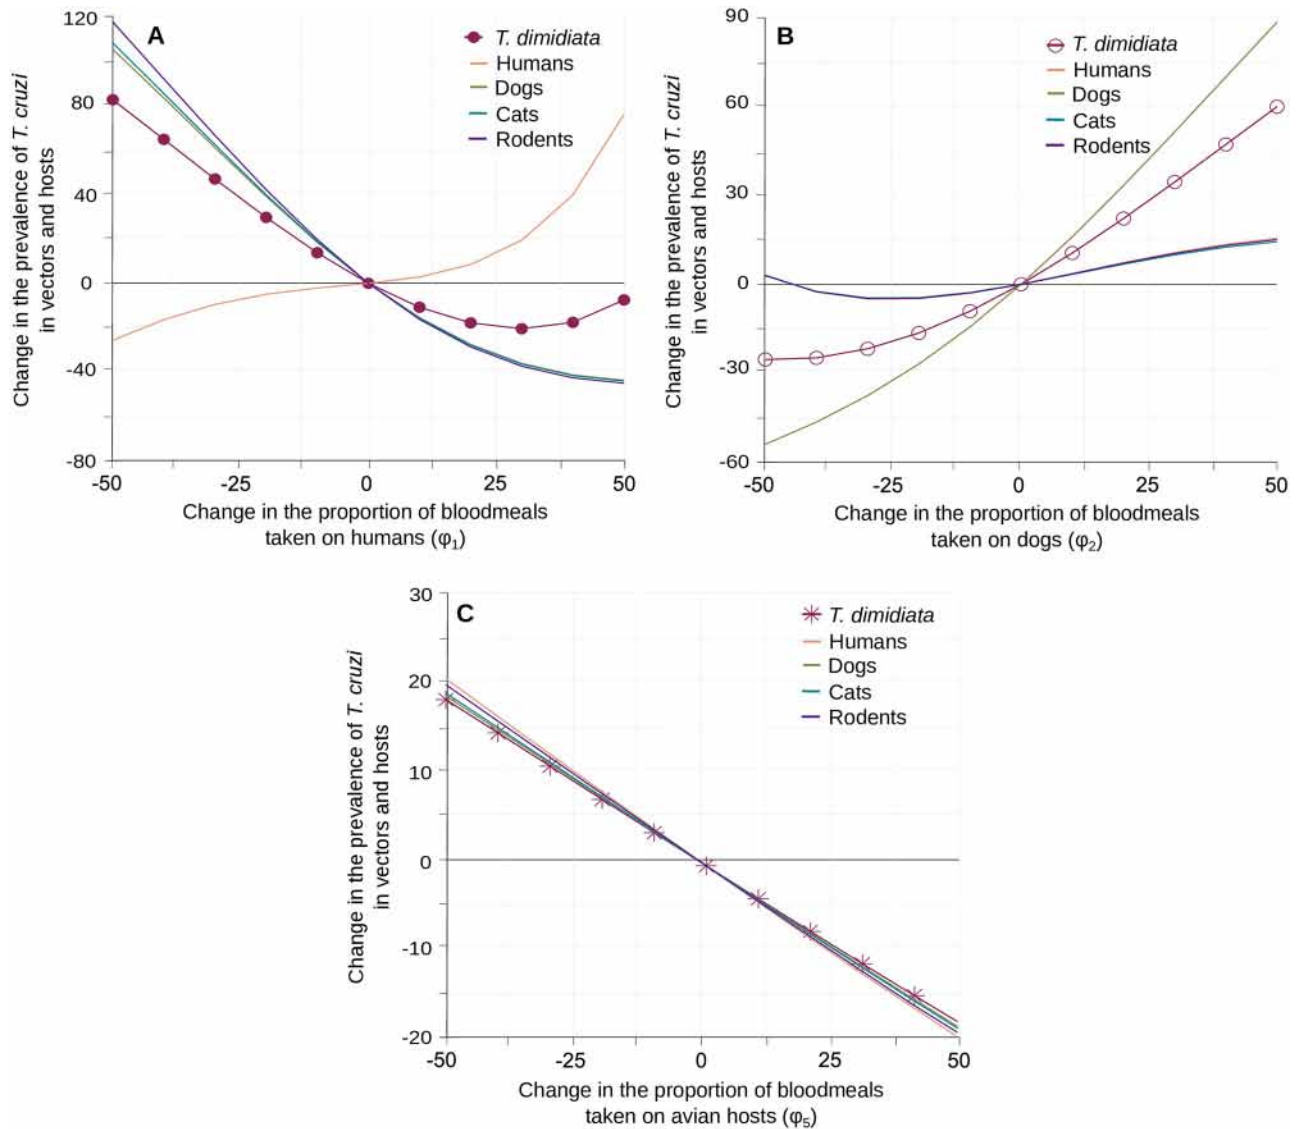 A
120
80
40
0
-40
-80
-50
-25
0
25
50
Change in the prevalence of T. cruzi
in vectors and hosts
Change in the proportion of bloodmeals
taken on humans (φ1)
T. dimidiata
Humans
Dogs
Cats
Rodents
B
90
60
30
0
-30
-60
-50
-25
0
25
50
Change in the prevalence of T. cruzi
in vectors and hosts
Change in the proportion of bloodmeals
taken on dogs (φ2)
T. dimidiata
Humans
Dogs
Cats
Rodents
C
30
20
10
0
-10
-20
-50
-25
0
25
50
Change in the prevalence of T. cruzi
in vectors and hosts
Change in the proportion of bloodmeals
taken on avian hosts (φ5)
T. dimidiata
Humans
Dogs
Cats
Rodents